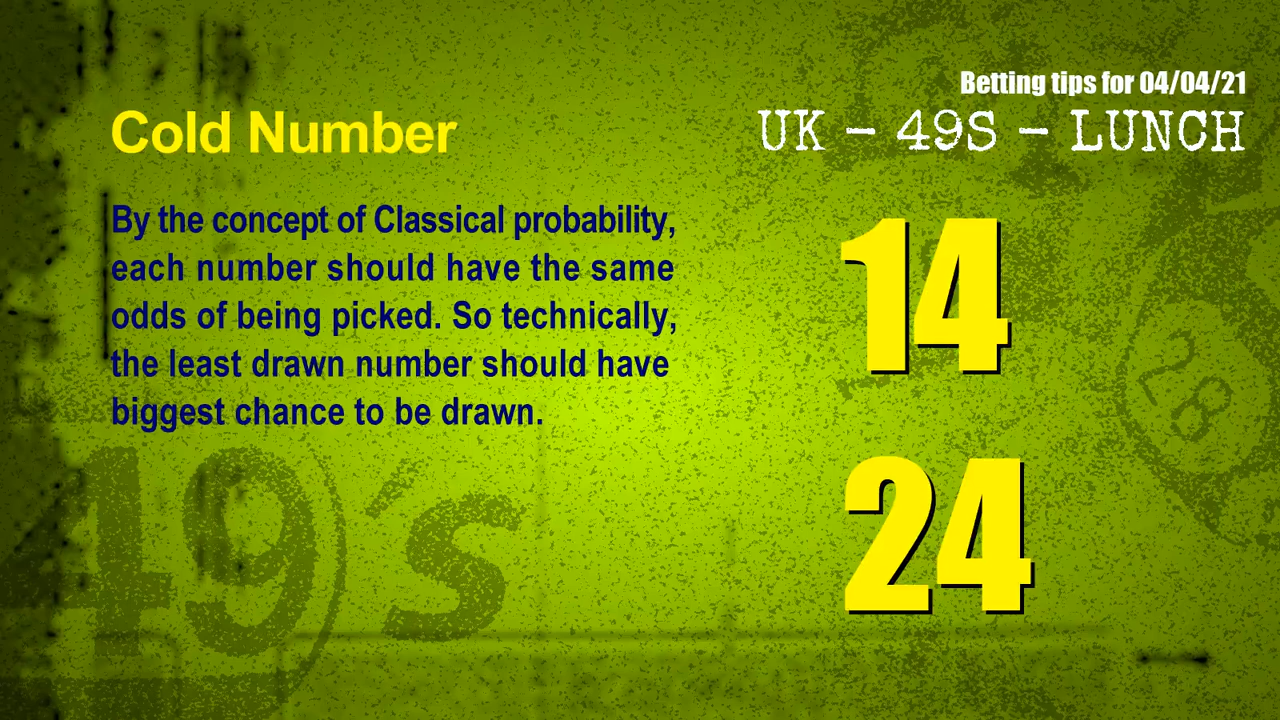 Betting tips for 04/04/21
UK - 49S - LUNCH
Cold Number
By the concept of Classical probability,
each number should have the same
odds of being picked. So technically,
the least drawn number should have
biggest chance to be drawn.
14
24
28
49's